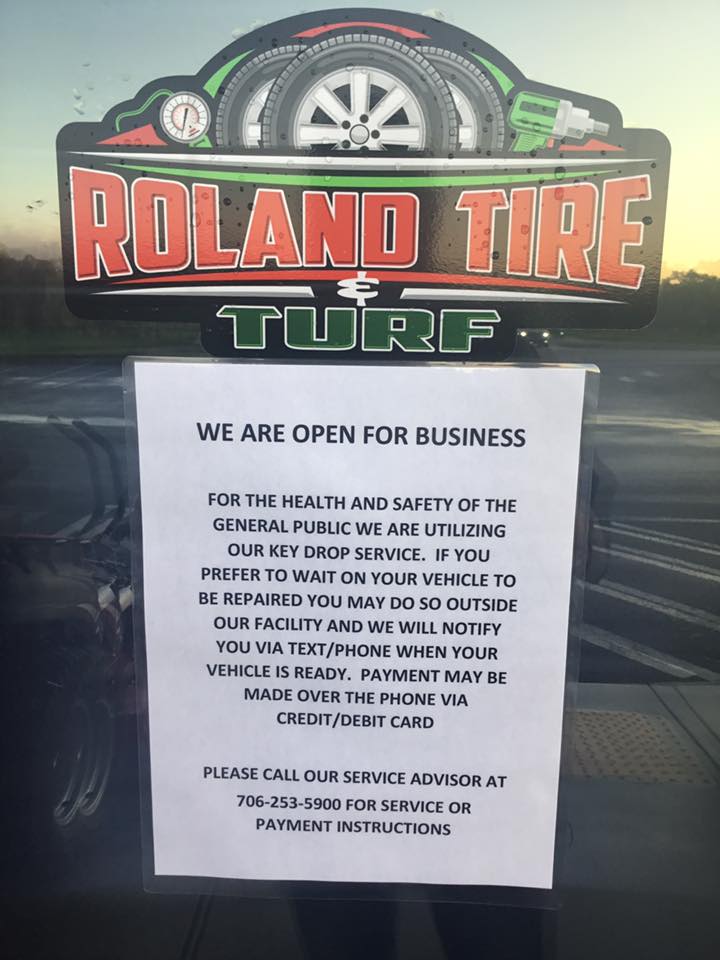 ROLAND TIRE
&
TURF
WE ARE OPEN FOR BUSINESS
FOR THE HEALTH AND SAFETY OF THE
GENERAL PUBLIC WE ARE UTILIZING
OUR KEY DROP SERVICE. IF YOU
PREFER TO WAIT ON YOUR VEHICLE TO
BE REPAIRED YOU MAY DO SO OUTSIDE
OUR FACILITY AND WE WILL NOTIFY
YOU VIA TEXT/PHONE WHEN YOUR
VEHICLE IS READY. PAYMENT MAY BE
MADE OVER THE PHONE VIA
CREDIT/DEBIT CARD
PLEASE CALL OUR SERVICE ADVISOR AT
706-253-5900 FOR SERVICE OR
PAYMENT INSTRUCTIONS